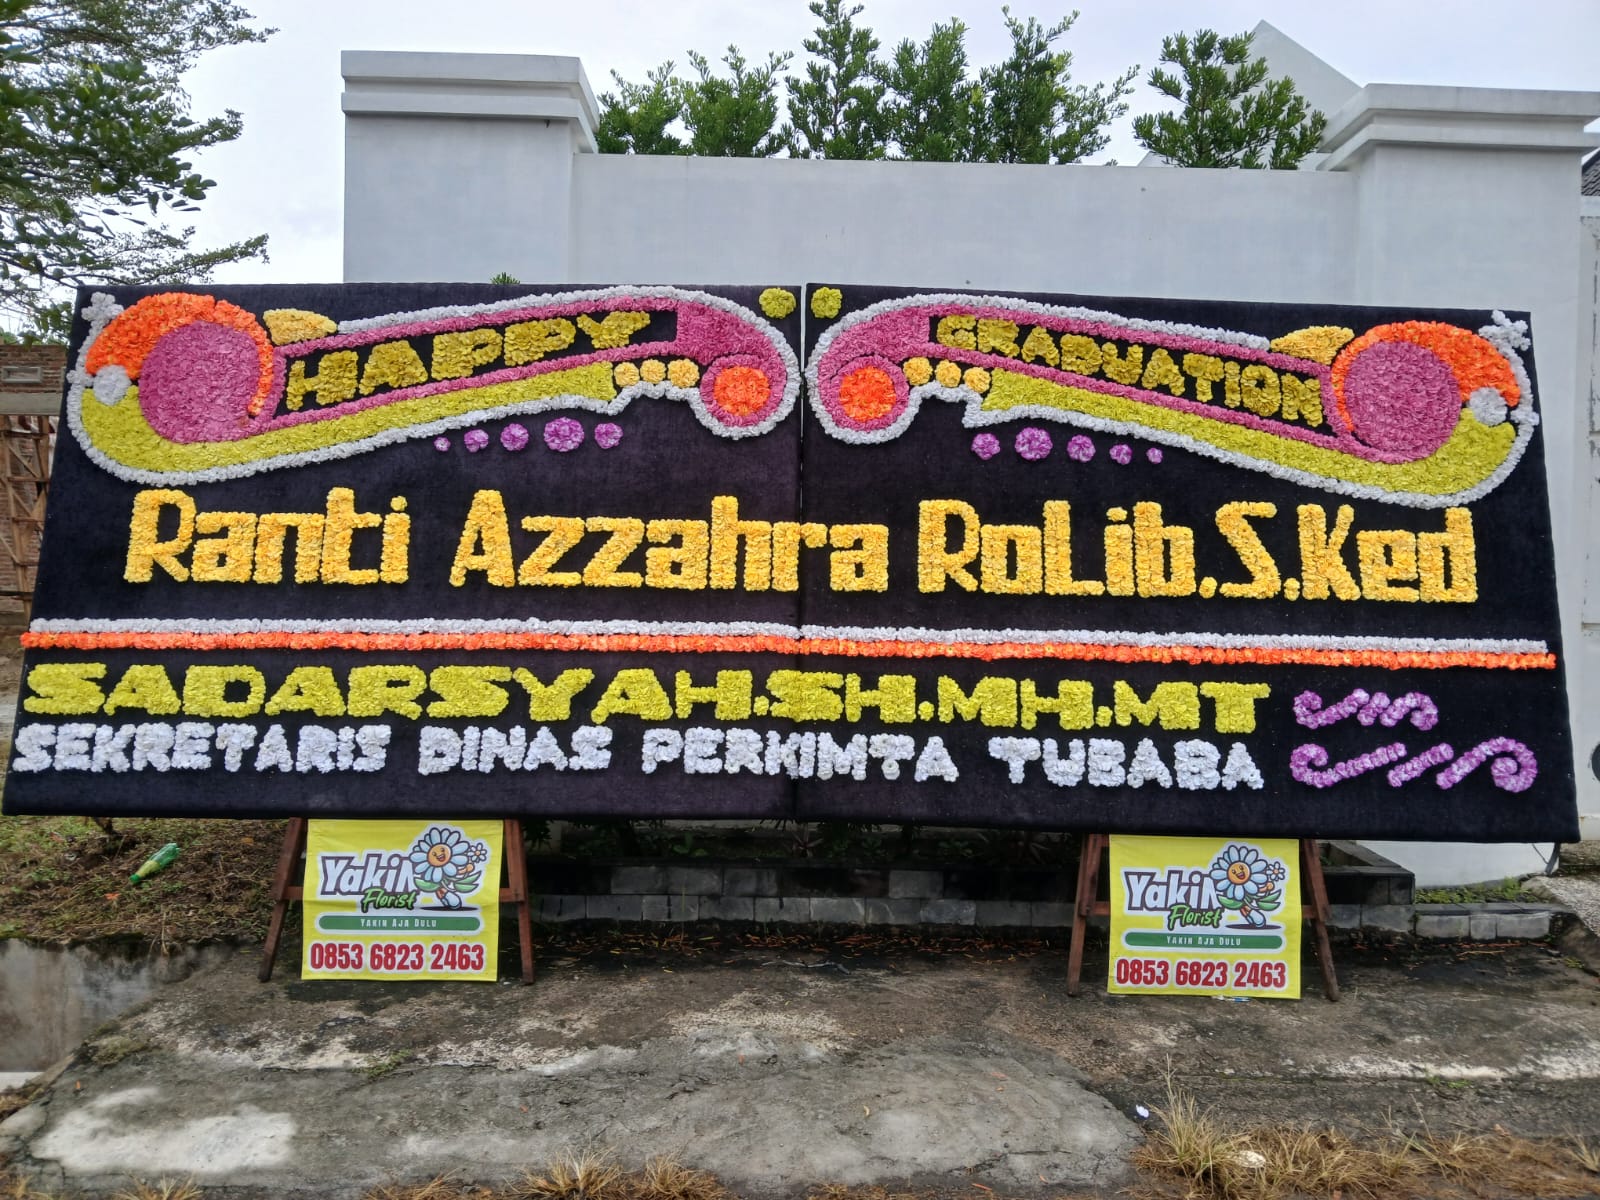 HAPPY GRADUATION
Ranti Azzahra RoLib.S.Ked
SADARSYAH.SH.MH.MT
SEKRETARIS DINAS PERKIMTA TUBABA
Yakin
Florist
YAKIN AJA DULU
0853 6823 2463
Yakin
Florist
YAKIN AJA DULU
0853 6823 2463